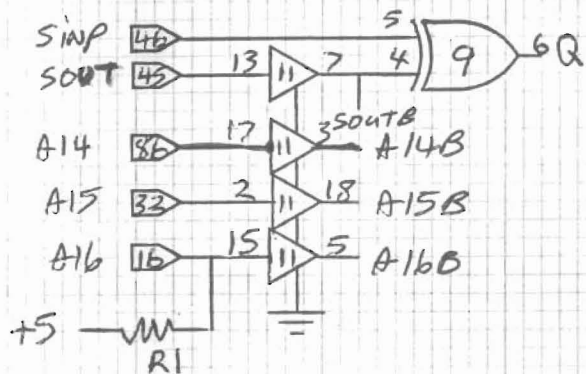 SINP 46 5
SOUT 45 13 11 7 4 9 6 Q
SOUTB
A14 86 17 11 3 A14B
A15 32 2 11 18 A15B
A16 16 15 11 5 A16B
+5
R1